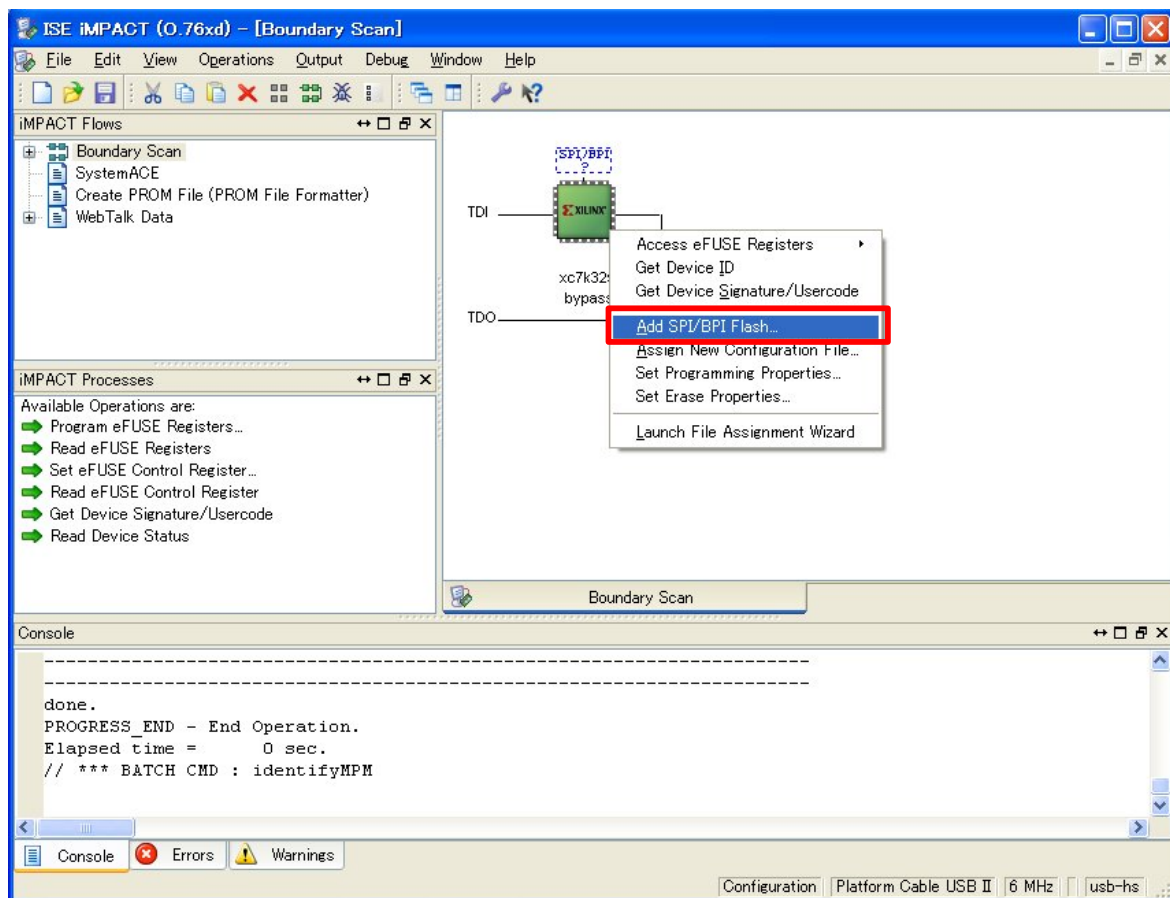 ISE iMPACT (O.76xd) - [Boundary Scan]
File Edit View Operations Output Debug Window Help
iMPACT Flows
Boundary Scan
SystemACE
Create PROM File (PROM File Formatter)
WebTalk Data
SPI/BPI
?
TDI
XILINX
xc7k32
bypass
TDO
Access eFUSE Registers
Get Device ID
Get Device Signature/Usercode
Add SPI/BPI Flash...
Assign New Configuration File...
Set Programming Properties...
Set Erase Properties...
Launch File Assignment Wizard
iMPACT Processes
Available Operations are:
Program eFUSE Registers...
Read eFUSE Registers
Set eFUSE Control Register...
Read eFUSE Control Register
Get Device Signature/Usercode
Read Device Status
Boundary Scan
Console
----------------------------------------------------------------------
----------------------------------------------------------------------
done.
PROGRESS_END - End Operation.
Elapsed time =      0 sec.
// *** BATCH CMD : identifyMPM
Console Errors Warnings
Configuration Platform Cable USB II 6 MHz usb-hs